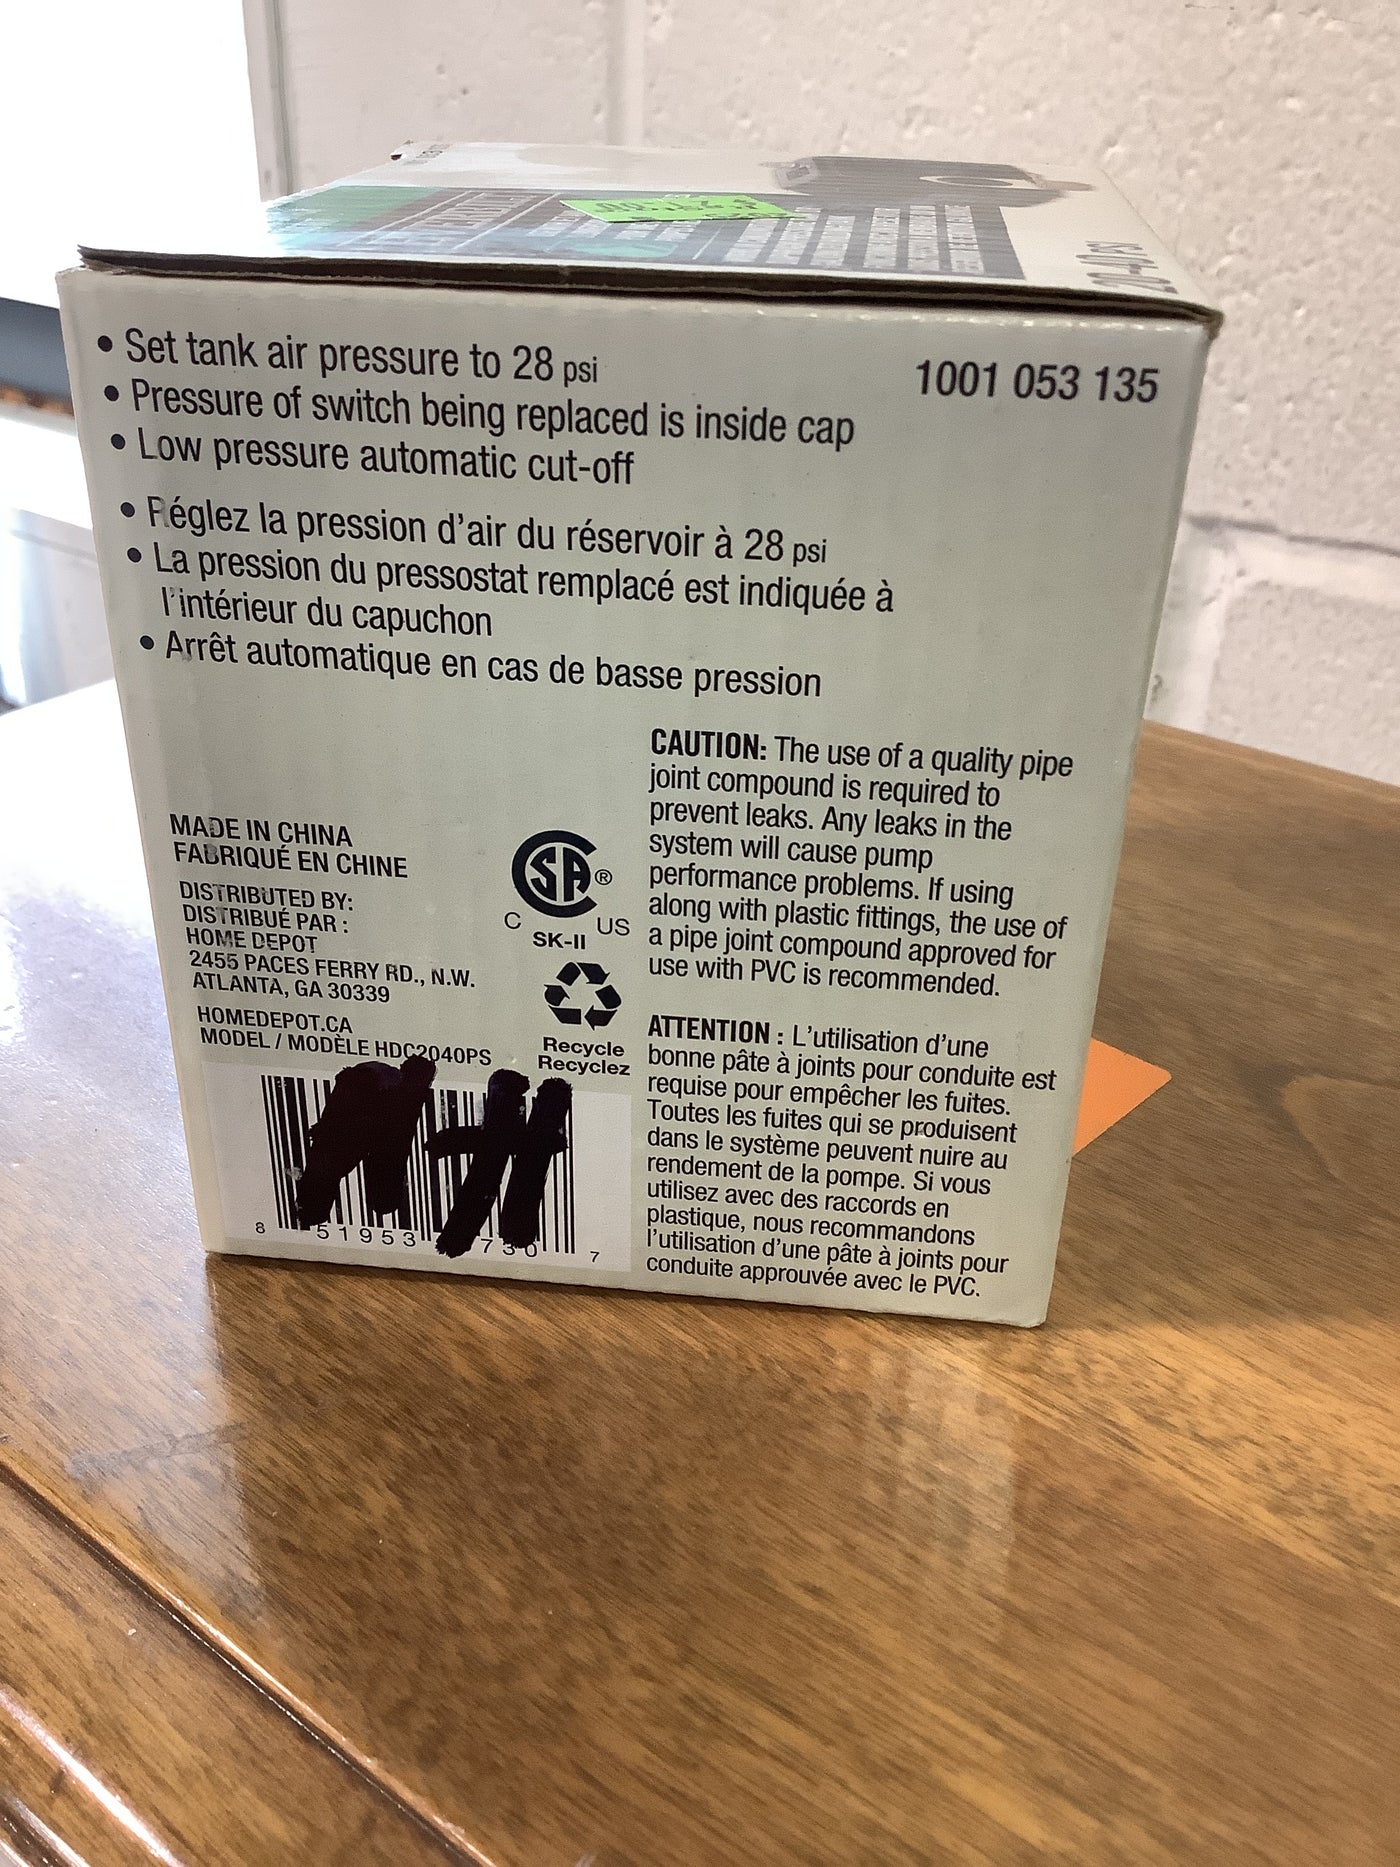 20-40 psi
• Set tank air pressure to 28 psi
• Pressure of switch being replaced is inside cap
• Low pressure automatic cut-off
1001 053 135
• Réglez la pression d'air du réservoir à 28 psi
• La pression du pressostat remplacé est indiquée à
l'intérieur du capuchon
• Arrêt automatique en cas de basse pression
MADE IN CHINA
FABRIQUÉ EN CHINE
DISTRIBUTED BY:
DISTRIBUÉ PAR :
HOME DEPOT
2455 PACES FERRY RD., N.W.
ATLANTA, GA 30339
HOMEDEPOT.CA
MODEL / MODÈLE HDC2040PS
CSA®
C US
SK-II
Recycle
Recyclez
8 51953 730 7
CAUTION: The use of a quality pipe
joint compound is required to
prevent leaks. Any leaks in the
system will cause pump
performance problems. If using
along with plastic fittings, the use of
a pipe joint compound approved for
use with PVC is recommended.
ATTENTION : L'utilisation d'une
bonne pâte à joints pour conduite est
requise pour empêcher les fuites.
Toutes les fuites qui se produisent
dans le système peuvent nuire au
rendement de la pompe. Si vous
utilisez avec des raccords en
plastique, nous recommandons
l'utilisation d'une pâte à joints pour
conduite approuvée avec le PVC.